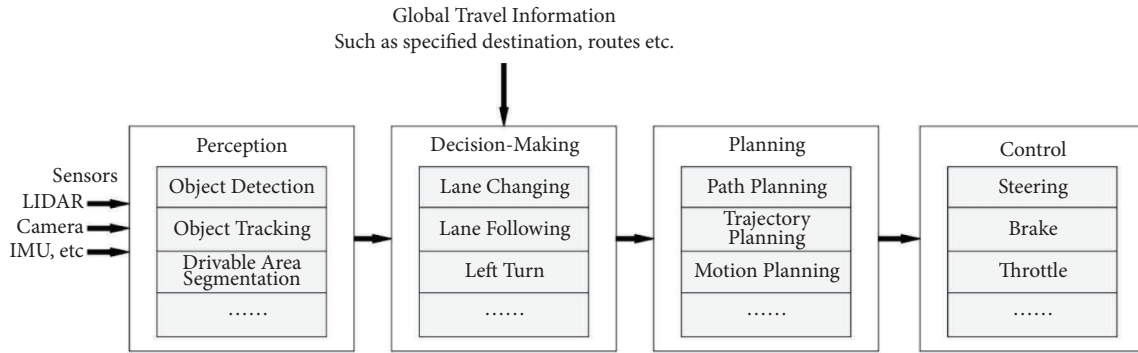 Global Travel Information
Such as specified destination, routes etc.
Sensors
LIDAR
Camera
IMU, etc
Perception
Object Detection
Object Tracking
Drivable Area
Segmentation
......
Decision-Making
Lane Changing
Lane Following
Left Turn
......
Planning
Path Planning
Trajectory
Planning
Motion Planning
......
Control
Steering
Brake
Throttle
......